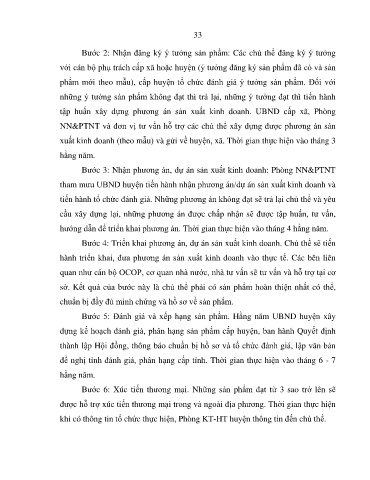 33
Bước 2: Nhận đăng ký ý tưởng sản phẩm: Các chủ thể đăng ký ý tưởng
với cán bộ phụ trách cấp xã hoặc huyện (ý tưởng đăng ký sản phẩm đã có và sản
phẩm mới theo mẫu), cấp huyện tổ chức đánh giá ý tưởng sản phẩm. Đối với
những ý tưởng sản phẩm không đạt thì trả lại, những ý tưởng đạt thì tiến hành
tập huấn xây dựng phương án sản xuất kinh doanh. UBND cấp xã, Phòng
NN&PTNT và đơn vị tư vấn hỗ trợ các chủ thể xây dựng được phương án sản
xuất kinh doanh (theo mẫu) và gửi về huyện, xã. Thời gian thực hiện vào tháng 3
hằng năm.
Bước 3: Nhận phương án, dự án sản xuất kinh doanh: Phòng NN&PTNT
tham mưu UBND huyện tiến hành nhận phương án/dự án sản xuất kinh doanh và
tiến hành tổ chức đánh giá. Những phương án không đạt sẽ trả lại chủ thể và yêu
cầu xây dựng lại, những phương án được chấp nhận sẽ được tập huấn, tư vấn,
hướng dẫn để triển khai phương án. Thời gian thực hiện vào tháng 4 hằng năm.
Bước 4: Triển khai phương án, dự án sản xuất kinh doanh. Chủ thể sẽ tiến
hành triển khai, đưa phương án sản xuất kinh doanh vào thực tế. Các bên liên
quan như cán bộ OCOP, cơ quan nhà nước, nhà tư vấn sẽ tư vấn và hỗ trợ tại cơ
sở. Kết quả của bước này là chủ thể phải có sản phẩm hoàn thiện nhất có thể,
chuẩn bị đầy đủ minh chứng và hồ sơ về sản phẩm.
Bước 5: Đánh giá và xếp hạng sản phẩm. Hằng năm UBND huyện xây
dựng kế hoạch đánh giá, phân hạng sản phẩm cấp huyện, ban hành Quyết định
thành lập Hội đồng, thông báo chuẩn bị hồ sơ và tổ chức đánh giá, lập văn bản
đề nghị tỉnh đánh giá, phân hạng cấp tỉnh. Thời gian thực hiện vào tháng 6 - 7
hằng năm.
Bước 6: Xúc tiến thương mại. Những sản phẩm đạt từ 3 sao trở lên sẽ
được hỗ trợ xúc tiến thương mại trong và ngoài địa phương. Thời gian thực hiện
khi có thông tin tổ chức thực hiện, Phòng KT-HT huyện thông tin đến chủ thể.